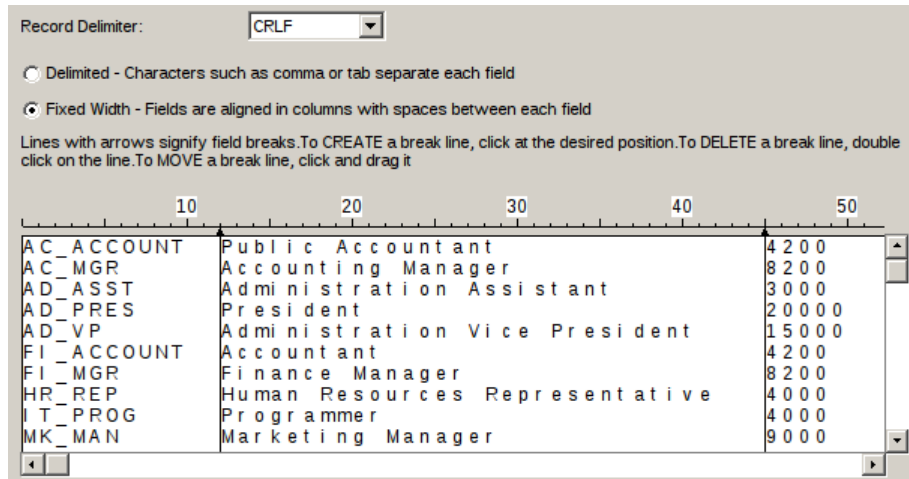 Record Delimiter: CRLF
Delimited - Characters such as comma or tab separate each field
Fixed Width - Fields are aligned in columns with spaces between each field
Lines with arrows signify field breaks.To CREATE a break line, click at the desired position.To DELETE a break line, double
click on the line.To MOVE a break line, click and drag it
10 20 30 40 50
AC_ACCOUNT Public Accountant 4200
AC_MGR Accounting Manager 8200
AD_ASST Administration Assistant 3000
AD_PRES President 20000
AD_VP Administration Vice President 15000
FI_ACCOUNT Accountant 4200
FI_MGR Finance Manager 8200
HR_REP Human Resources Representative 4000
IT_PROG Programmer 4000
MK_MAN Marketing Manager 9000